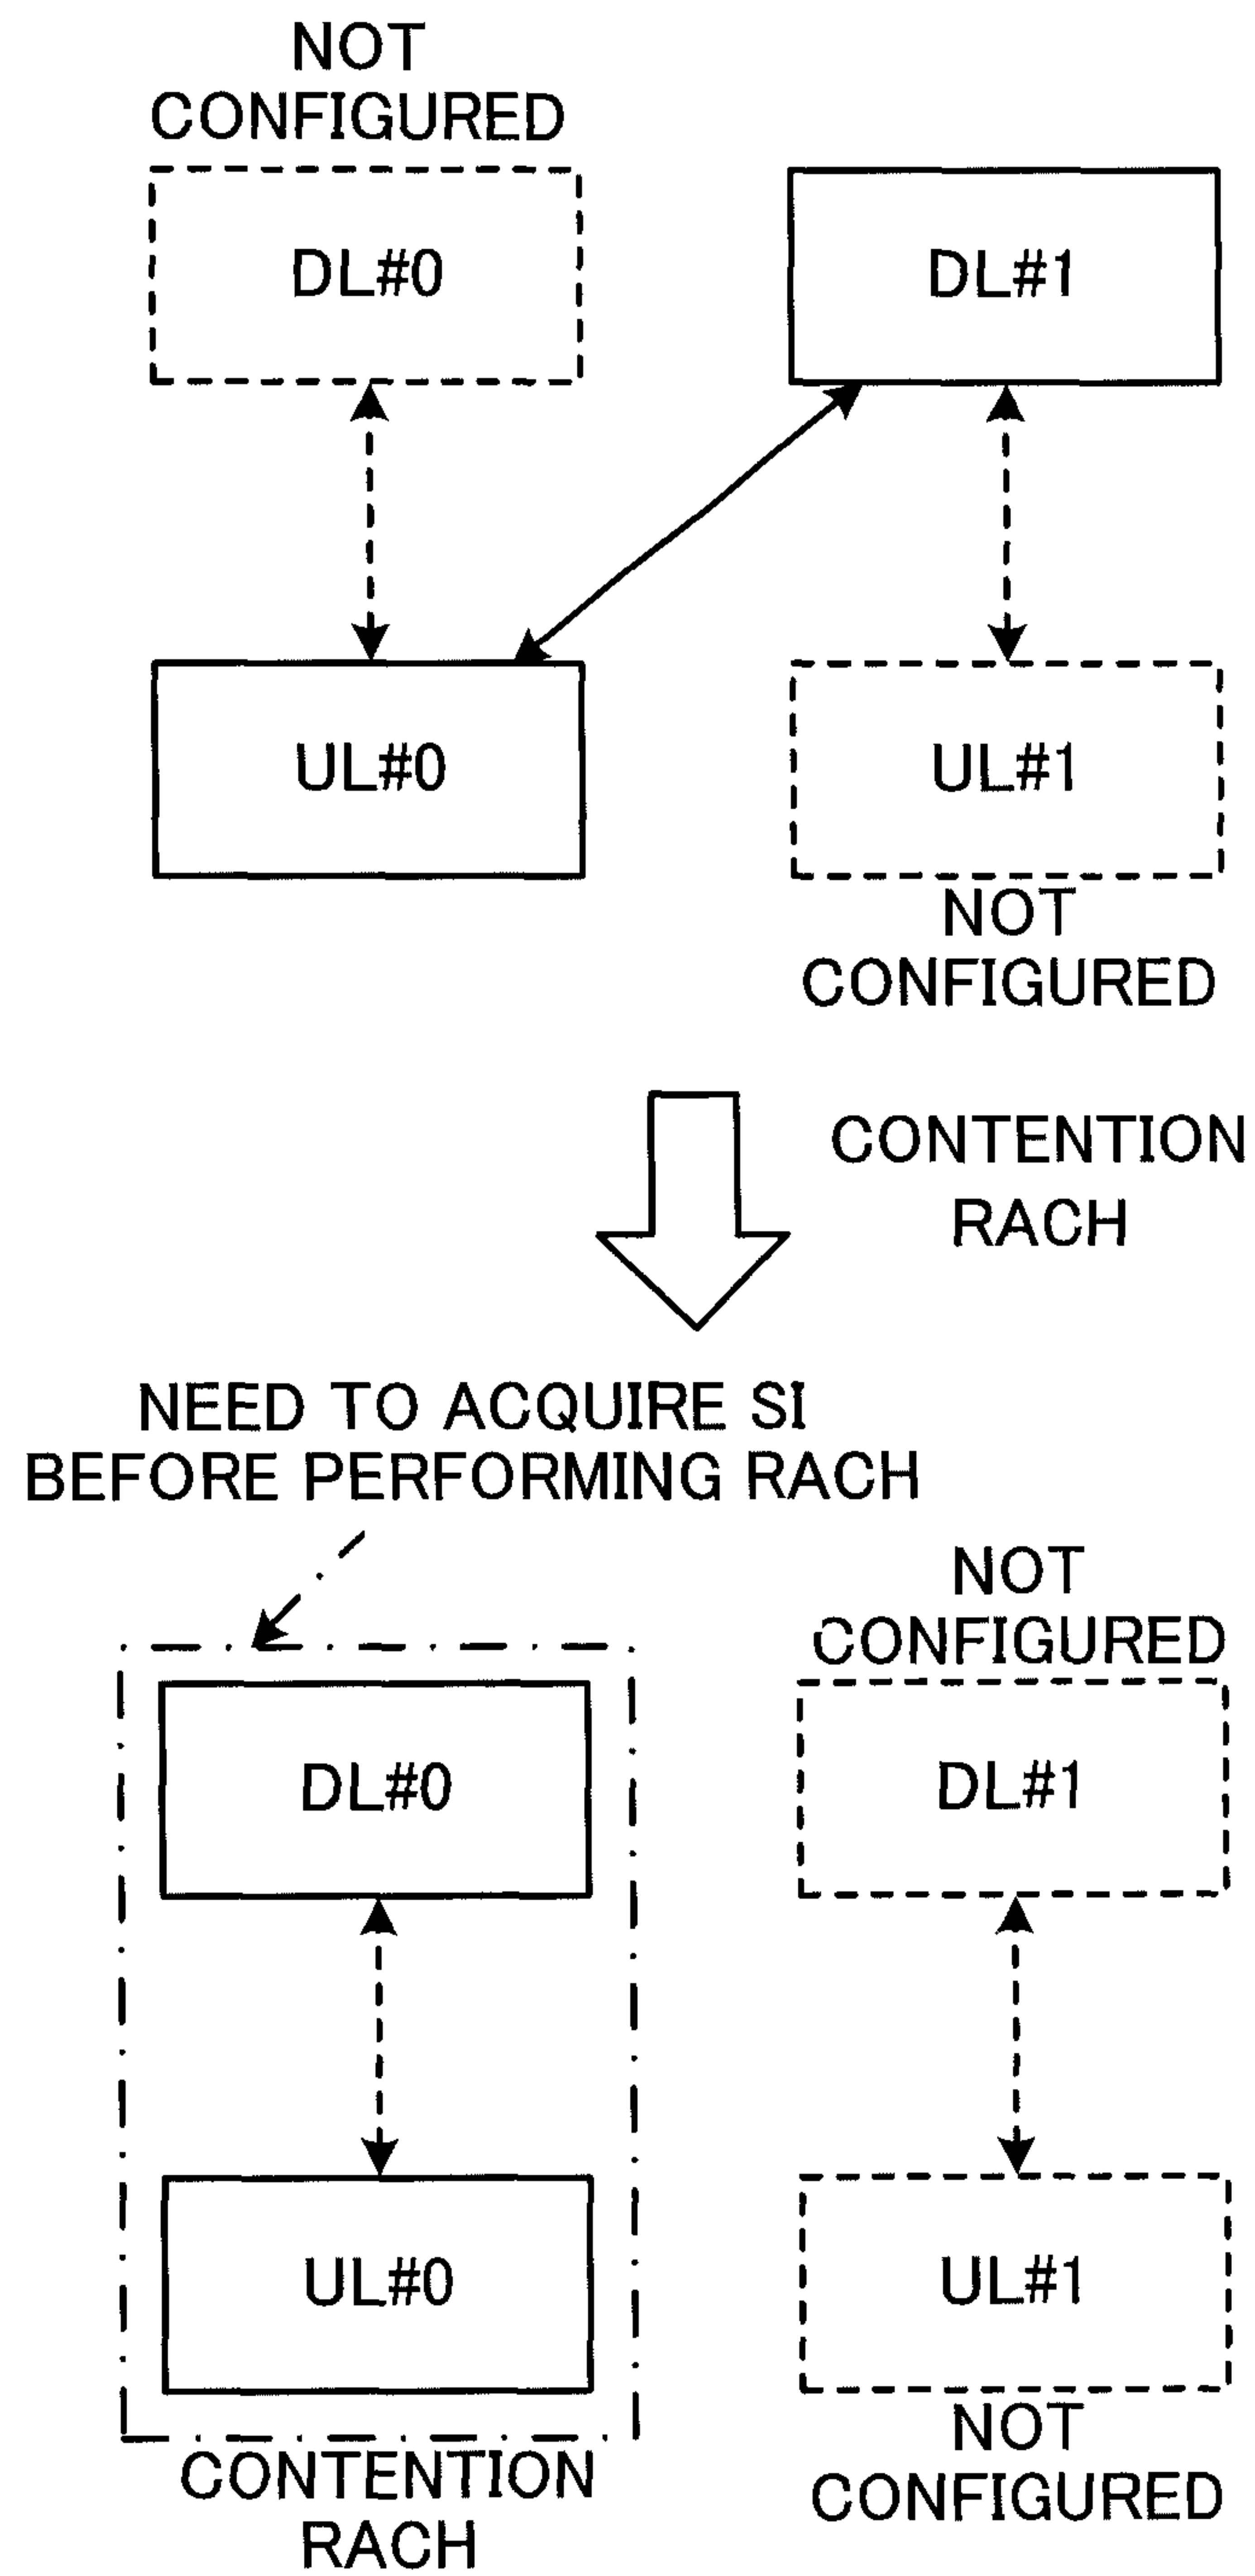 NOT
CONFIGURED
DL#0
DL#1
UL#0
UL#1
NOT
CONFIGURED
CONTENTION
RACH
NEED TO ACQUIRE SI
BEFORE PERFORMING RACH
NOT
CONFIGURED
DL#0
DL#1
UL#0
UL#1
CONTENTION
RACH
NOT
CONFIGURED